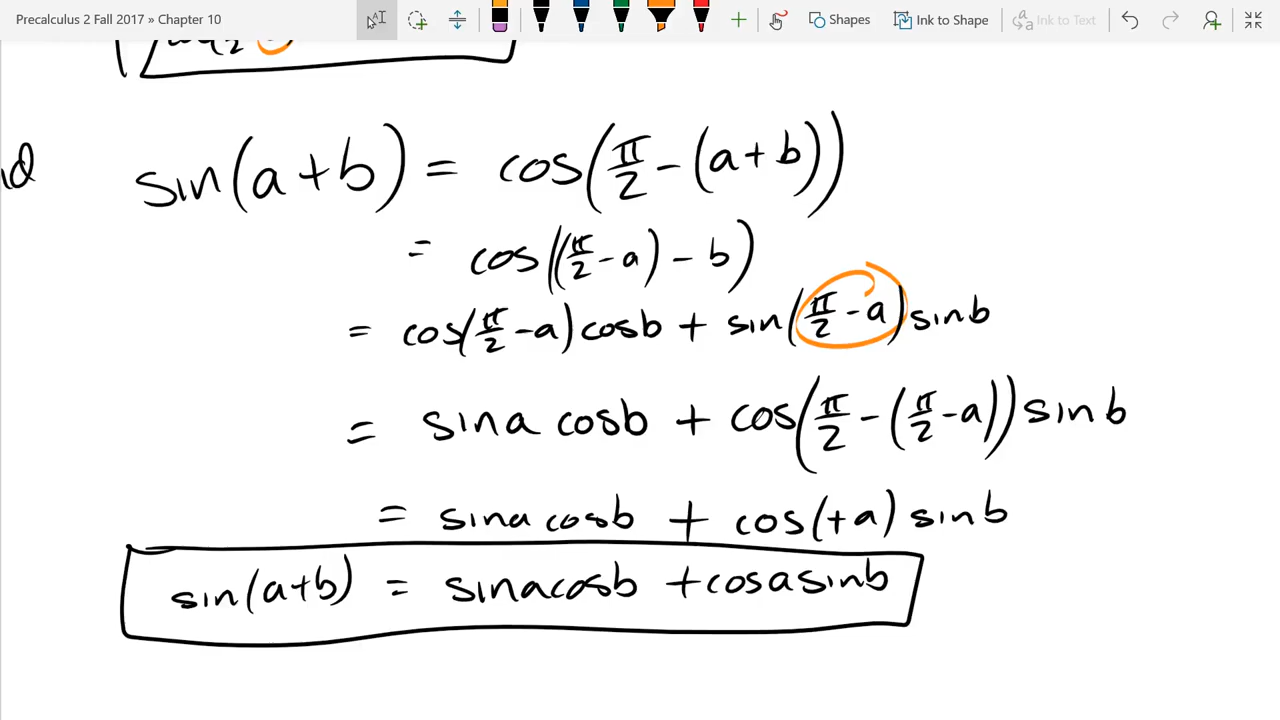 Precalculus 2 Fall 2017 » Chapter 10
Shapes
Ink to Shape
Ink to Text
sin(a+b) = cos(π/2 - (a+b))
= cos((π/2 - a) - b)
= cos(π/2 - a) cosb + sin(π/2 - a) sinb
= sina cosb + cos(π/2 - (π/2 - a)) sinb
= sina cosb + cos(+a) sinb
sin(a+b) = sinacosb + cosasinb